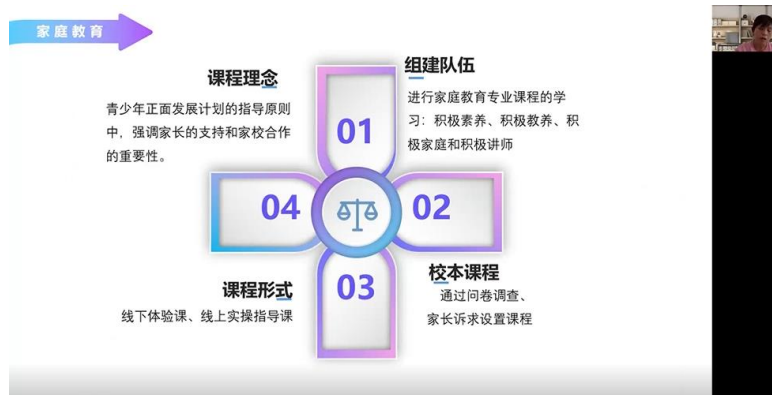 家庭教育
课程理念
青少年正面发展计划的指导原则
中，强调家长的支持和家校合作
的重要性。
组建队伍
进行家庭教育专业课程的学
习：积极素养、积极教养、积
极家庭和积极讲师
01
04
02
03
课程形式
线下体验课、线上实操指导课
校本课程
通过问卷调查、
家长诉求设置课程